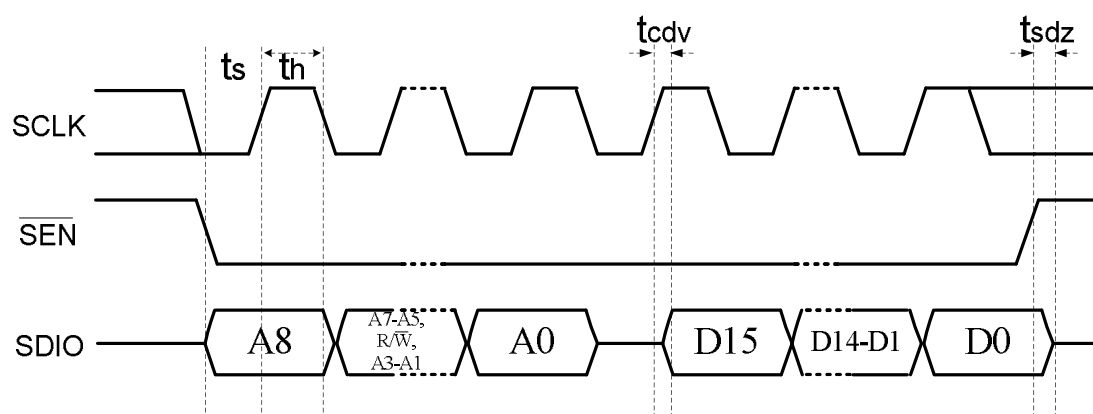 ts
th
tcdv
tsdz
SCLK
SEN
SDIO
A8
A7-A5,
R/W,
A3-A1
A0
D15
D14-D1
D0